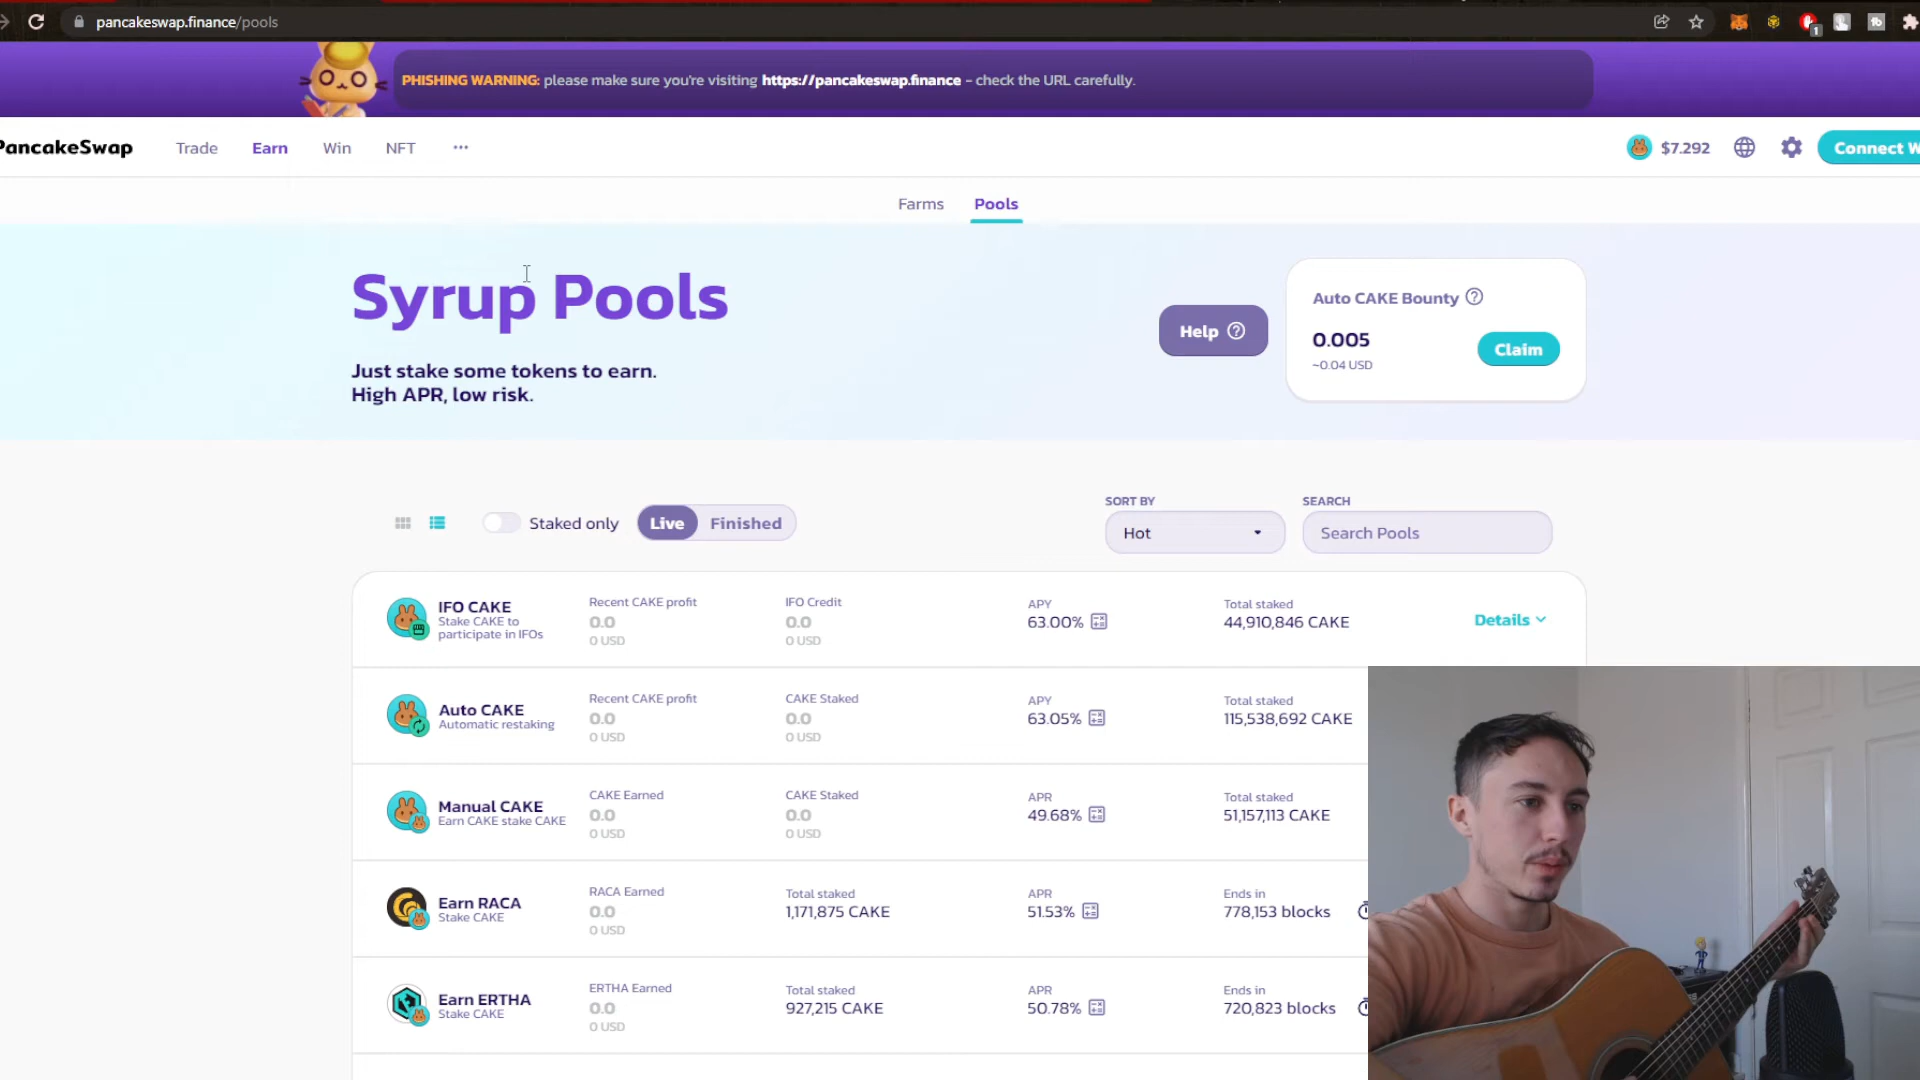 pancakeswap.finance/pools
1
PHISHING WARNING: please make sure you're visiting https://pancakeswap.finance - check the URL carefully.
PancakeSwap
Trade
Earn
Win
NFT
$7.292
Connect W
Farms
Pools
Syrup Pools
Just stake some tokens to earn.
High APR, low risk.
Help
Auto CAKE Bounty
0.005
~0.04 USD
Claim
Staked only
Live
Finished
SORT BY
Hot
SEARCH
Search Pools
IFO CAKE
Stake CAKE to
participate in IFOs
Recent CAKE profit
0.0
0 USD
IFO Credit
0.0
0 USD
APY
63.00%
Total staked
44,910,846 CAKE
Details
Auto CAKE
Automatic restaking
Recent CAKE profit
0.0
0 USD
CAKE Staked
0.0
0 USD
APY
63.05%
Total staked
115,538,692 CAKE
Manual CAKE
Earn CAKE stake CAKE
CAKE Earned
0.0
0 USD
CAKE Staked
0.0
0 USD
APR
49.68%
Total staked
51,157,113 CAKE
Earn RACA
Stake CAKE
RACA Earned
0.0
0 USD
Total staked
1,171,875 CAKE
APR
51.53%
Ends in
778,153 blocks
Earn ERTHA
Stake CAKE
ERTHA Earned
0.0
0 USD
Total staked
927,215 CAKE
APR
50.78%
Ends in
720,823 blocks